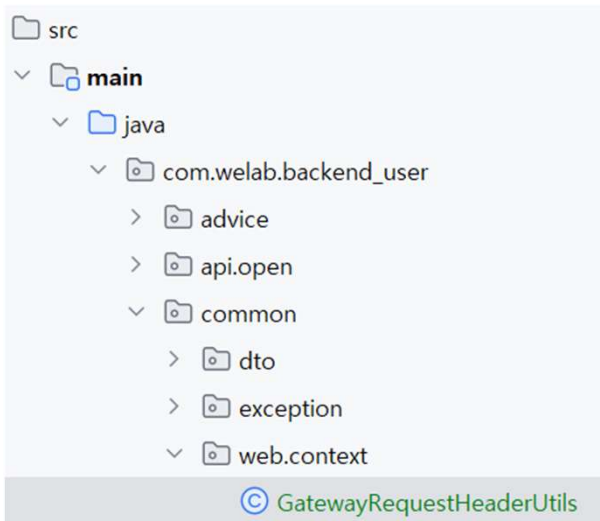 src
main
java
com.welab.backend_user
advice
api.open
common
dto
exception
web.context
GatewayRequestHeaderUtils